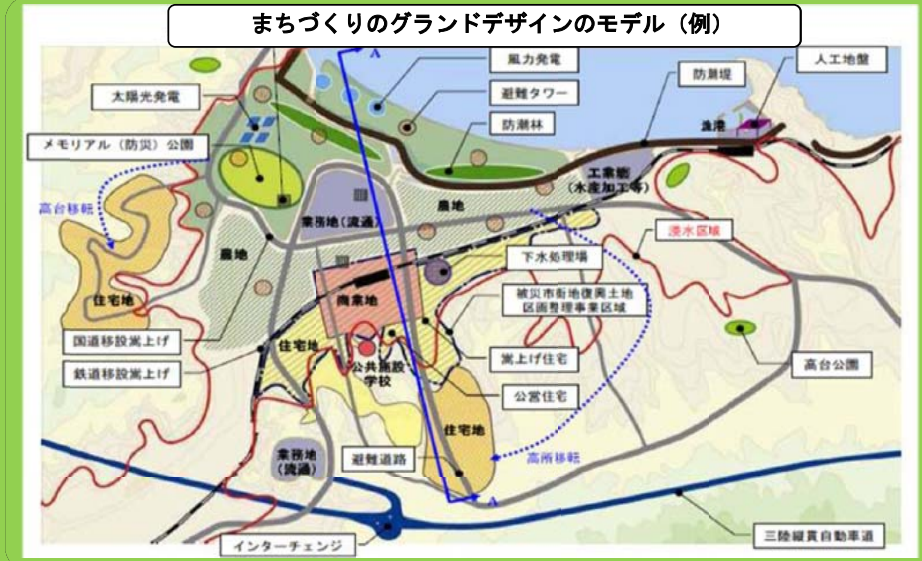 まちづくりのグランドデザインのモデル（例）
A
風力発電
人工地盤
防潮堤
太陽光発電
避難タワー
防潮林
漁港
メモリアル（防災）公園
工業地
（水産加工等）
高台移転
農地
業務地（流通）
浸水区域
農地
下水処理場
住宅地
商業地
被災市街地復興土地
区画整理事業区域
国道移設嵩上げ
住宅地
嵩上げ住宅
高台公園
鉄道移設嵩上げ
公共施設
学校
公営住宅
住宅地
業務地
（流通）
避難道路
高所移転
A
三陸縦貫自動車道
インターチェンジ